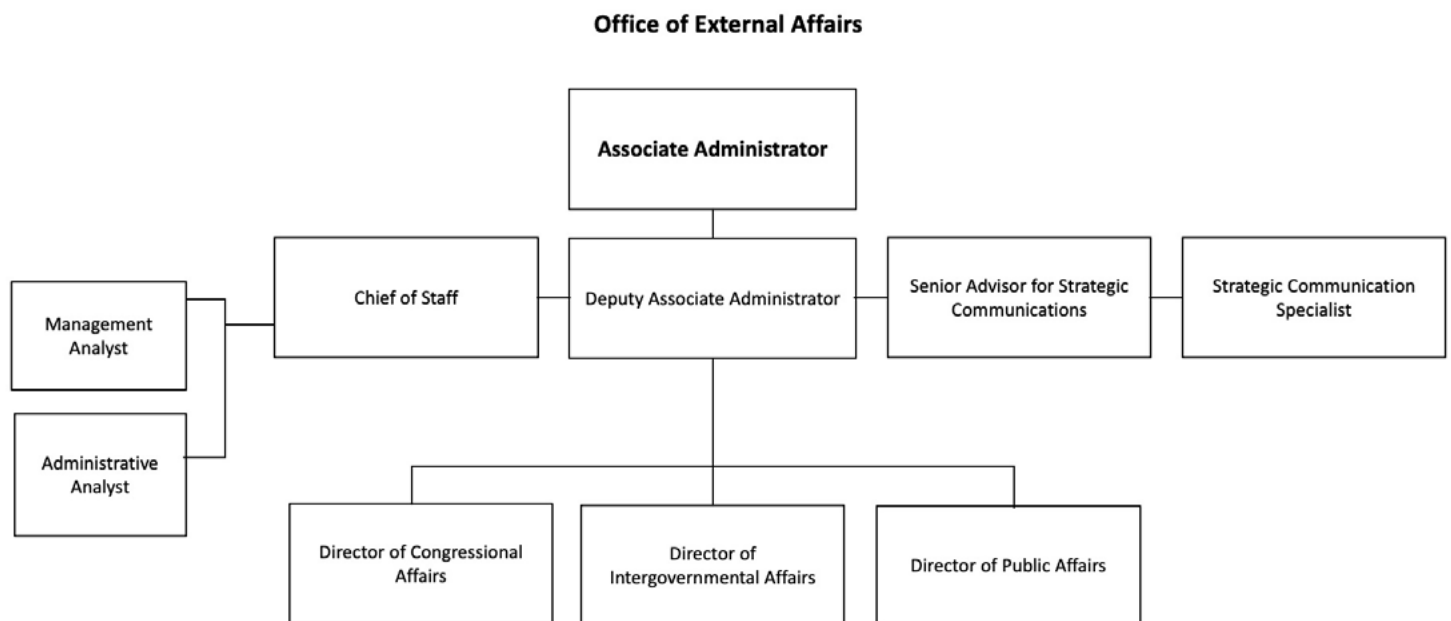 Office of External Affairs
Associate Administrator
Chief of Staff
Deputy Associate Administrator
Senior Advisor for Strategic
Communications
Strategic Communication
Specialist
Management
Analyst
Administrative
Analyst
Director of Congressional
Affairs
Director of
Intergovernmental Affairs
Director of Public Affairs